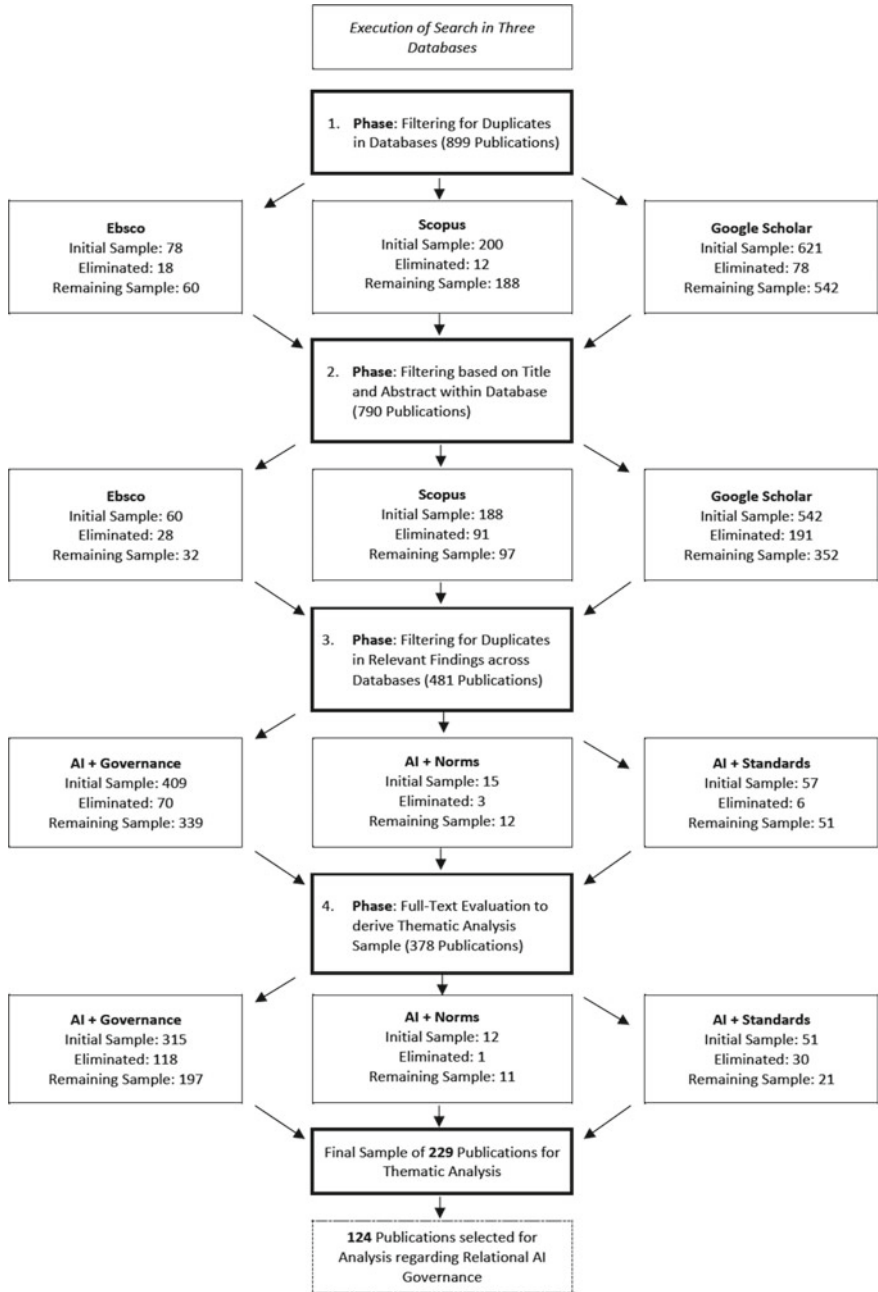 Execution of Search in Three
Databases
1. Phase: Filtering for Duplicates
in Databases (899 Publications)
Ebsco
Initial Sample: 78
Eliminated: 18
Remaining Sample: 60
Scopus
Initial Sample: 200
Eliminated: 12
Remaining Sample: 188
Google Scholar
Initial Sample: 621
Eliminated: 78
Remaining Sample: 542
2. Phase: Filtering based on Title
and Abstract within Database
(790 Publications)
Ebsco
Initial Sample: 60
Eliminated: 28
Remaining Sample: 32
Scopus
Initial Sample: 188
Eliminated: 91
Remaining Sample: 97
Google Scholar
Initial Sample: 542
Eliminated: 191
Remaining Sample: 352
3. Phase: Filtering for Duplicates
in Relevant Findings across
Databases (481 Publications)
AI + Governance
Initial Sample: 409
Eliminated: 70
Remaining Sample: 339
AI + Norms
Initial Sample: 15
Eliminated: 3
Remaining Sample: 12
AI + Standards
Initial Sample: 57
Eliminated: 6
Remaining Sample: 51
4. Phase: Full-Text Evaluation to
derive Thematic Analysis
Sample (378 Publications)
AI + Governance
Initial Sample: 315
Eliminated: 118
Remaining Sample: 197
AI + Norms
Initial Sample: 12
Eliminated: 1
Remaining Sample: 11
AI + Standards
Initial Sample: 51
Eliminated: 30
Remaining Sample: 21
Final Sample of 229 Publications for
Thematic Analysis
124 Publications selected for
Analysis regarding Relational AI
Governance